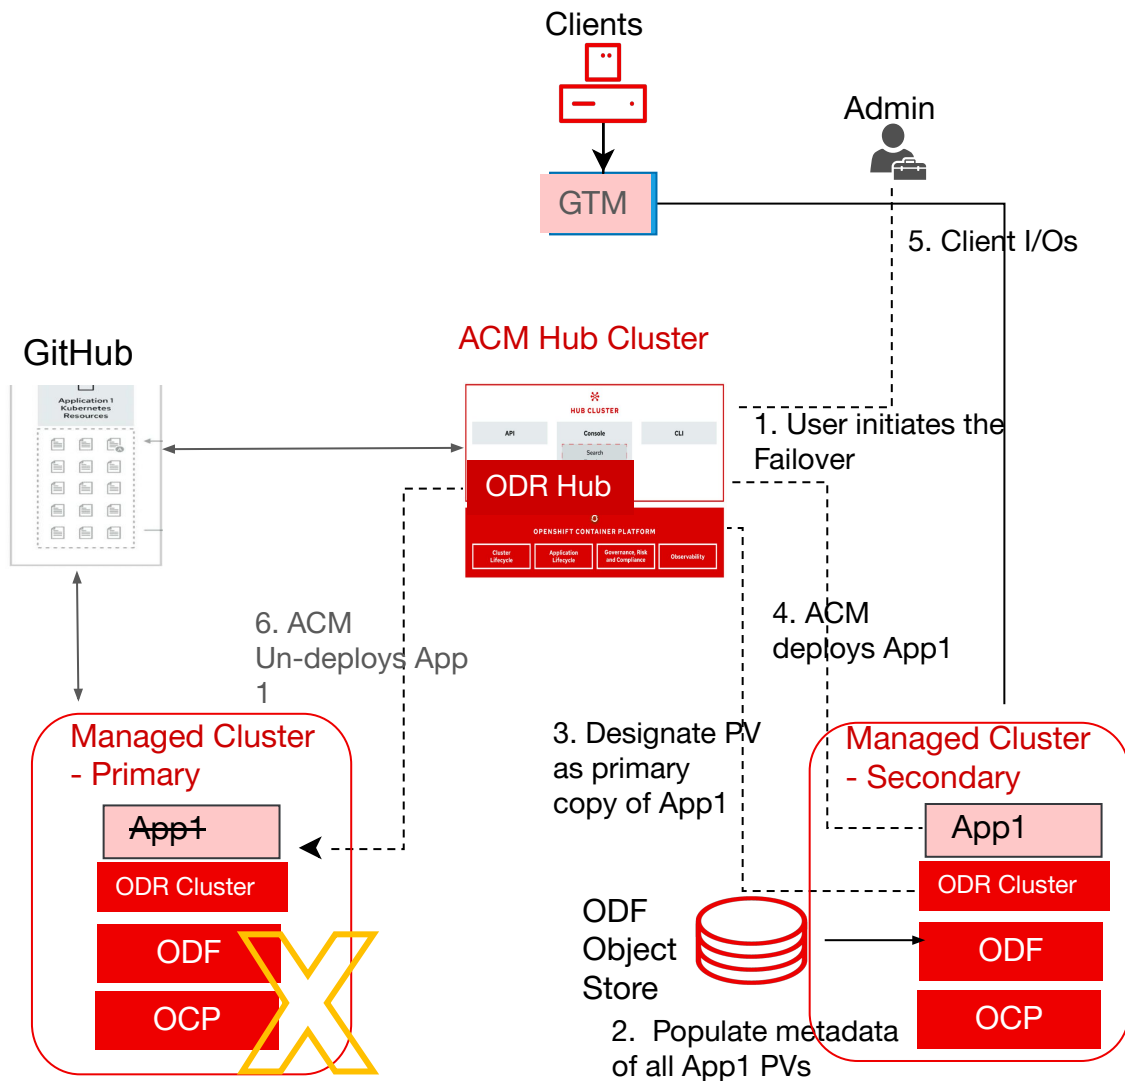 Clients
Admin
GTM
5. Client I/Os
ACM Hub Cluster
GitHub
Application 1
Kubernetes
Resources
HUB CLUSTER
API
Console
CLI
Search
1. User initiates the
Failover
ODR Hub
OPENSHIFT CONTAINER PLATFORM
Cluster
Lifecycle
Application
Lifecycle
Governance, Risk
and Compliance
Observability
6. ACM
Un-deploys App
1
4. ACM
deploys App1
3. Designate PV
as primary
copy of App1
Managed Cluster
- Primary
App1
ODR Cluster
ODF
OCP
Managed Cluster
- Secondary
App1
ODR Cluster
ODF
OCP
ODF
Object
Store
2. Populate metadata
of all App1 PVs